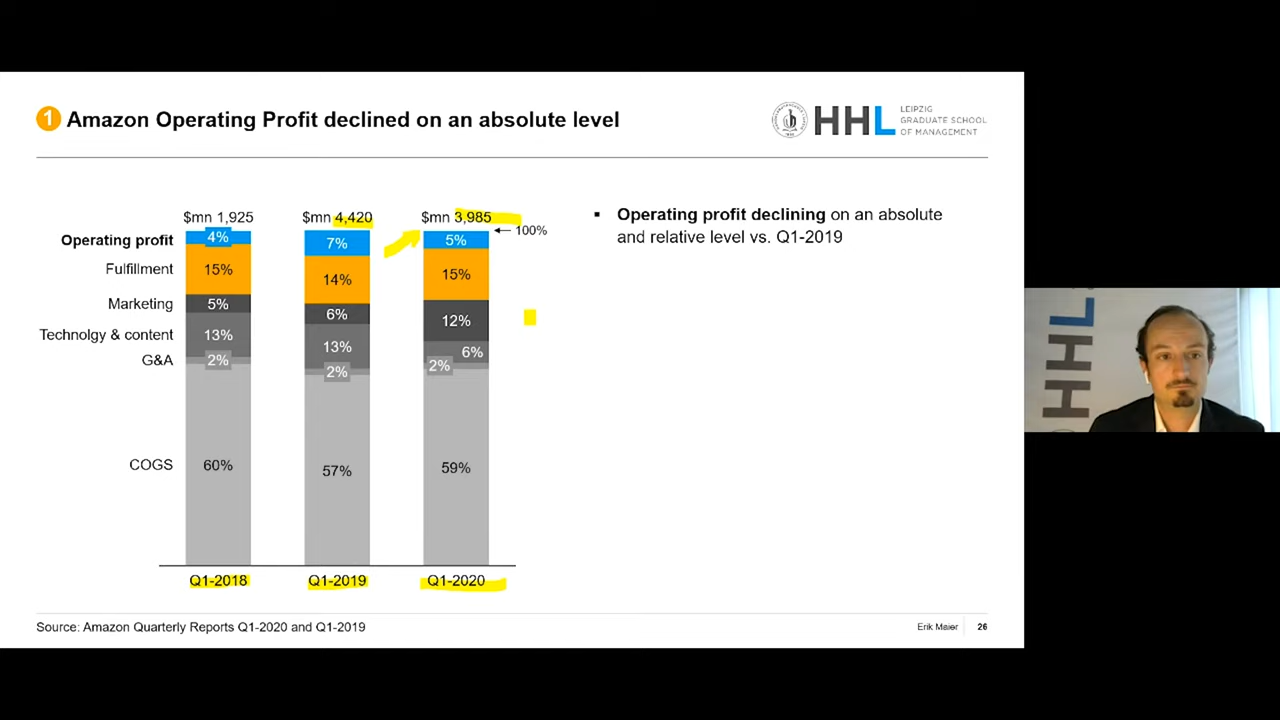 1 Amazon Operating Profit declined on an absolute level
HHL
LEIPZIG
GRADUATE SCHOOL
OF MANAGEMENT
$mn 1,925 $mn 4,420 $mn 3,985
100%
Operating profit 4% 7% 5%
Fulfillment 15% 14% 15%
Marketing 5% 6% 12%
Technolgy & content 13% 13% 6%
G&A 2% 2% 2%
COGS 60% 57% 59%
Q1-2018 Q1-2019 Q1-2020
▪ Operating profit declining on an absolute
and relative level vs. Q1-2019
Source: Amazon Quarterly Reports Q1-2020 and Q1-2019
Erik Maier 26
HHL